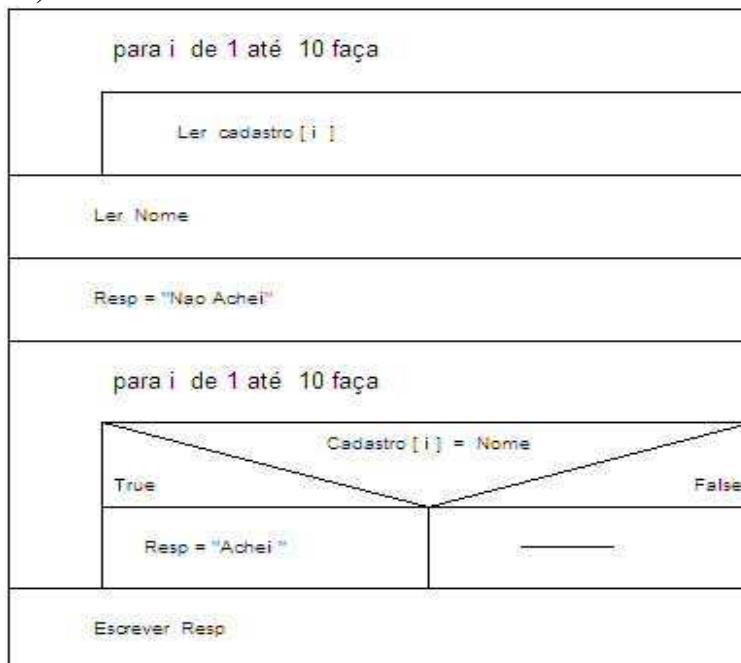 para i de 1 até 10 faça
Ler cadastro [ i ]
Ler Nome
Resp = "Nao Achei"
para i de 1 até 10 faça
Cadastro [ i ] = Nome
True
False
Resp = "Achei "
Escrever Resp